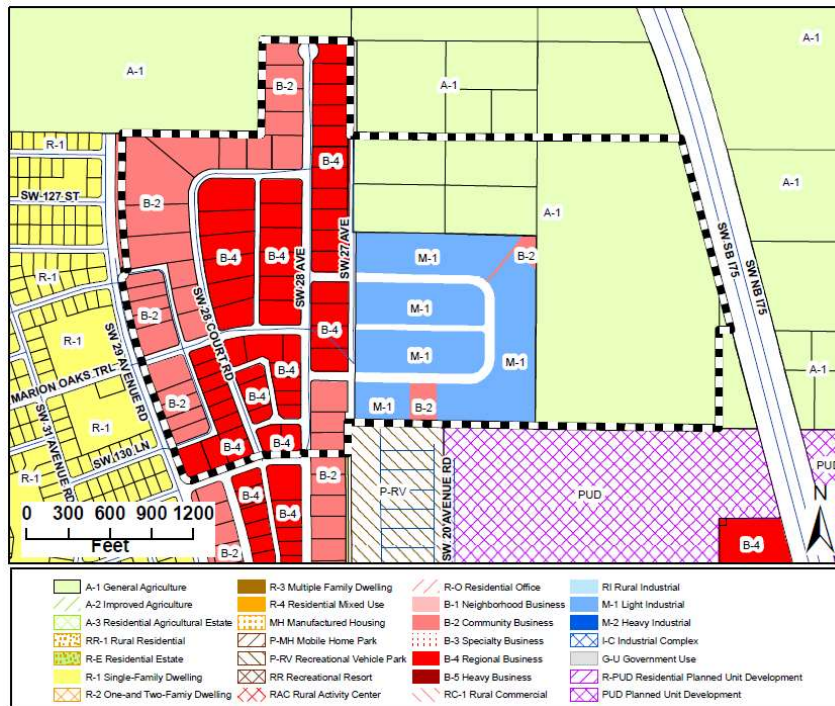 A-1
A-1
B-2
A-1
B-4
R-1
SW 127 ST
B-2
A-1
A-1
SW 27 AVE
SW SB I75
SW NB I75
M-1
B-2
B-4
B-4
SW 28 AVE
R-1
M-1
B-2
SW 28 COURT RD
B-4
M-1
M-1
A-1
SW 29 AVENUE RD
R-1
MARION OAKS TRL
B-4
B-4
B-2
M-1
B-2
R-1
SW 31 AVENUE RD
SW 130 LN
B-4
B-4
R-1
P-RV
SW 20 AVENUE RD
PUD
PUD
B-4
B-4
B-2
B-4
N
0 300 600 900 1200
Feet
A-1 General Agriculture
A-2 Improved Agriculture
A-3 Residential Agricultural Estate
RR-1 Rural Residential
R-E Residential Estate
R-1 Single-Family Dwelling
R-2 One-and Two-Famiy Dwelling
R-3 Multiple Family Dwelling
R-4 Residential Mixed Use
MH Manufactured Housing
P-MH Mobile Home Park
P-RV Recreational Vehicle Park
RR Recreational Resort
RAC Rural Activity Center
R-O Residential Office
B-1 Neighborhood Business
B-2 Community Business
B-3 Specialty Business
B-4 Regional Business
B-5 Heavy Business
RC-1 Rural Commercial
RI Rural Industrial
M-1 Light Industrial
M-2 Heavy Industrial
I-C Industrial Complex
G-U Government Use
R-PUD Residential Planned Unit Development
PUD Planned Unit Development